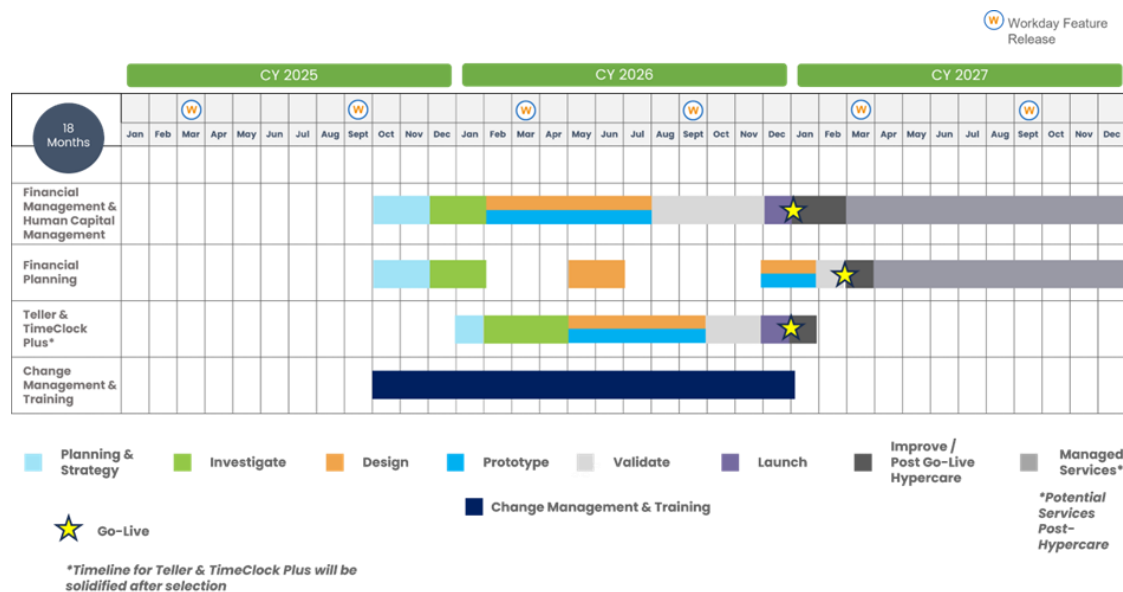 W Workday Feature
Release
CY 2025 CY 2026 CY 2027
18
Months
W W W W W W
Jan Feb Mar Apr May Jun Jul Aug Sept Oct Nov Dec Jan Feb Mar Apr May Jun Jul Aug Sept Oct Nov Dec Jan Feb Mar Apr May Jun Jul Aug Sept Oct Nov Dec
Financial
Management &
Human Capital
Management
Financial
Planning
Teller &
TimeClock
Plus*
Change
Management &
Training
Planning &
Strategy
Investigate
Design
Prototype
Validate
Launch
Improve /
Post Go-Live
Hypercare
Managed
Services*
*Potential
Services
Post-
Hypercare
Change Management & Training
Go-Live
*Timeline for Teller & TimeClock Plus will be
solidified after selection